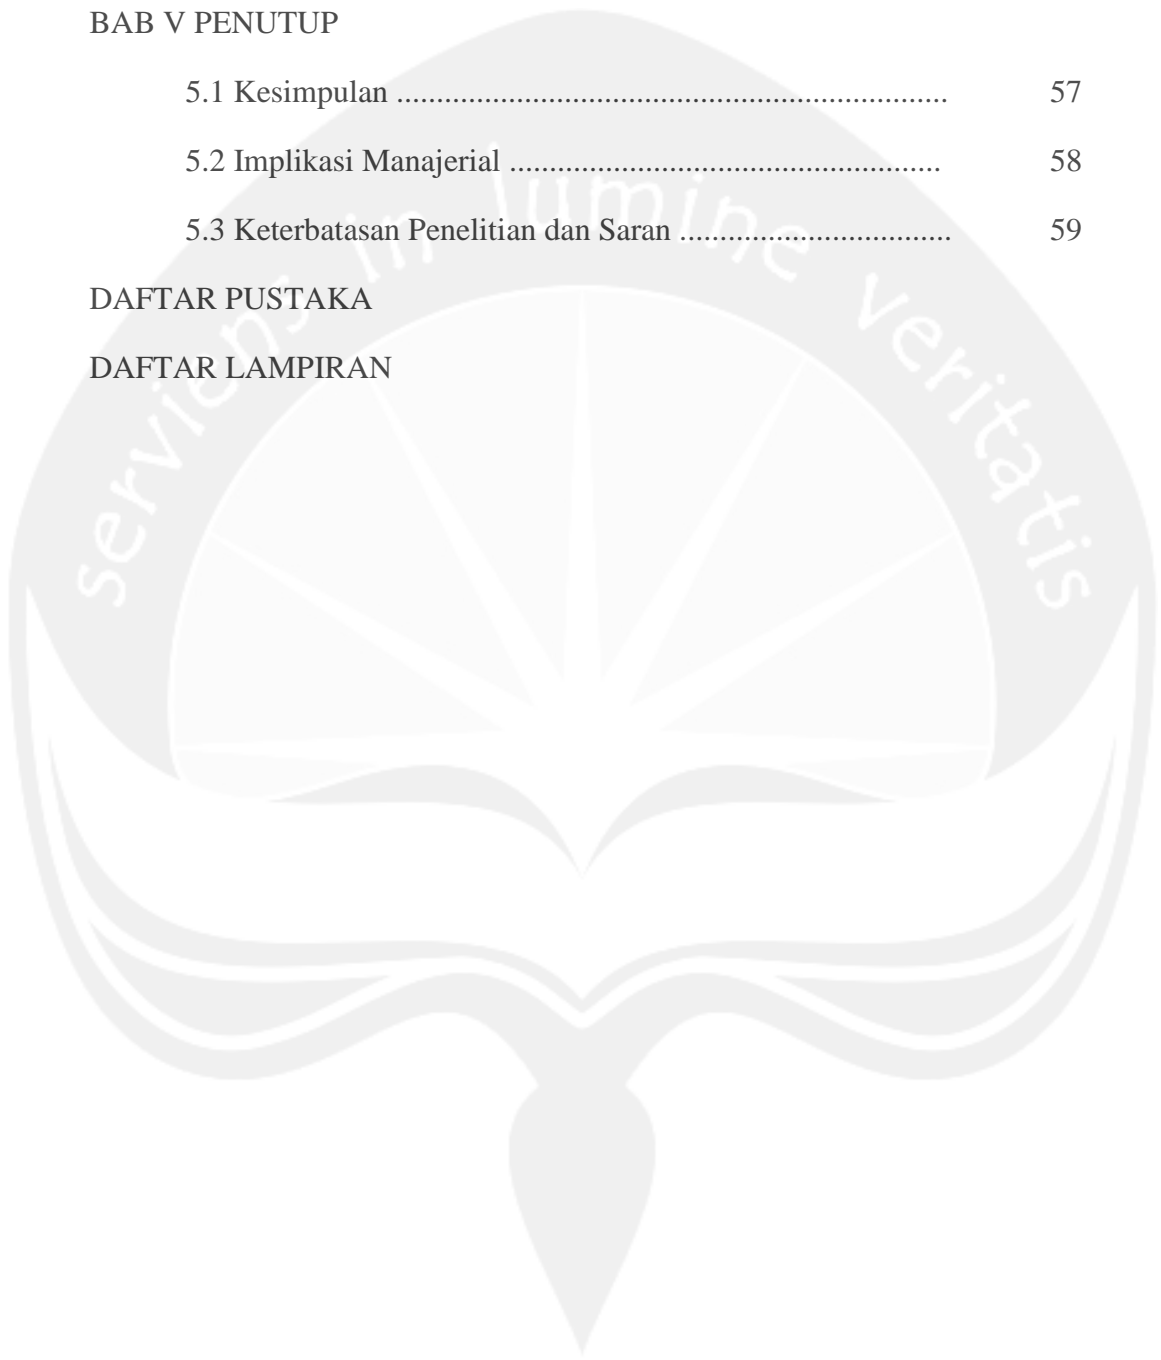 BAB V PENUTUP
5.1 Kesimpulan ..................................................................... 57
5.2 Implikasi Manajerial ...................................................... 58
5.3 Keterbatasan Penelitian dan Saran .................................. 59
DAFTAR PUSTAKA
DAFTAR LAMPIRAN
serviens in lumine veritatis